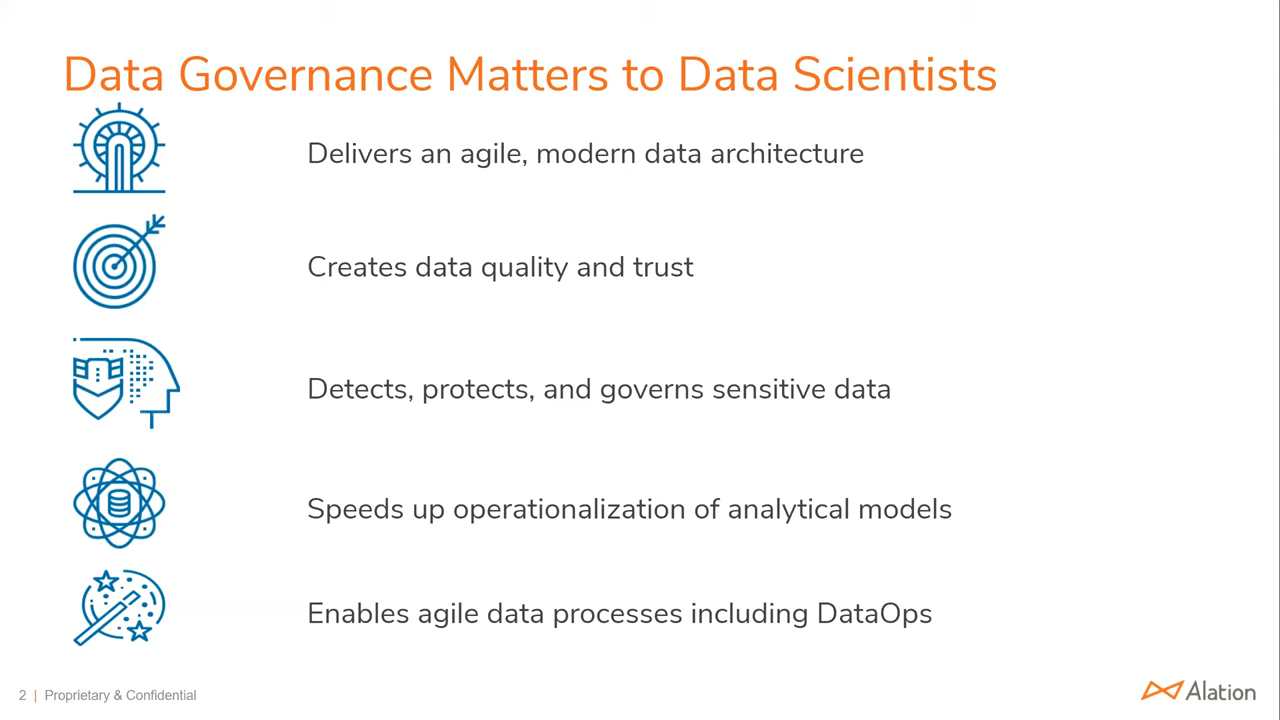 Data Governance Matters to Data Scientists
Delivers an agile, modern data architecture
Creates data quality and trust
Detects, protects, and governs sensitive data
Speeds up operationalization of analytical models
Enables agile data processes including DataOps
2 | Proprietary & Confidential
Alation